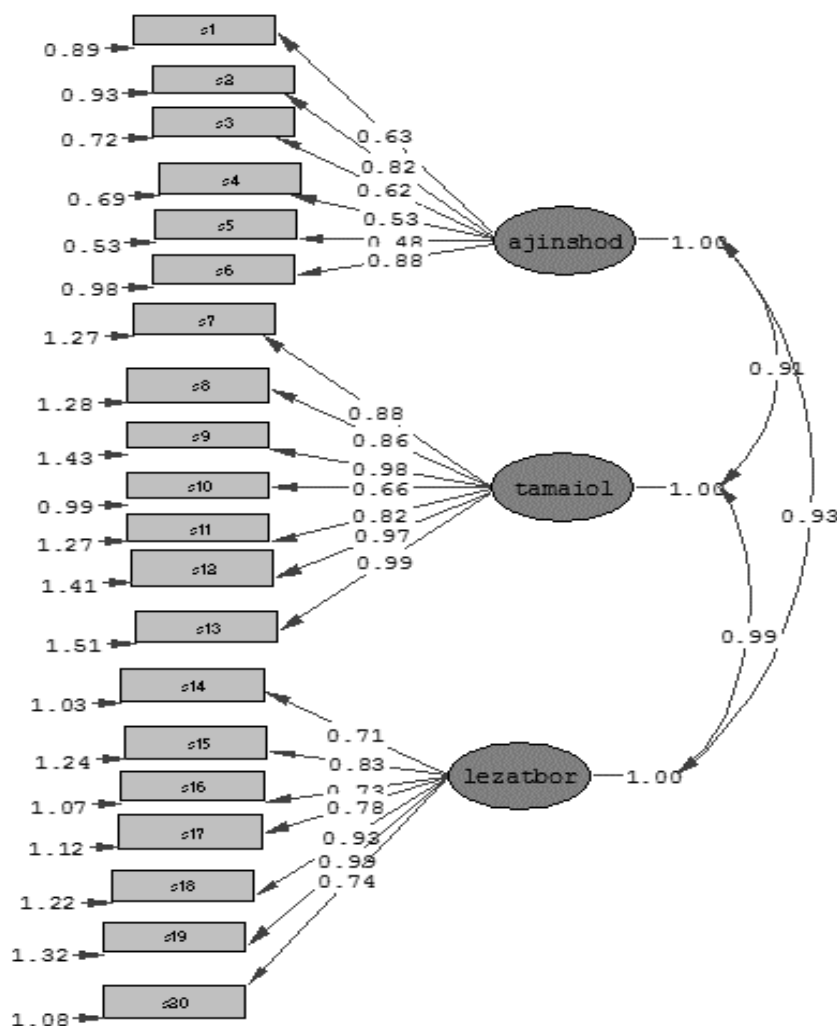 s1
0.89
0.63
s2
0.93
0.82
s3
0.72
0.62
s4
0.69
0.53
s5
0.53
0.48
s6
0.98
0.88
ajinshod
1.00
s7
1.27
0.88
s8
1.28
0.86
s9
1.43
0.98
s10
0.99
0.66
s11
1.27
0.82
s12
1.41
0.97
s13
1.51
0.99
tamaiol
1.00
0.91
0.93
0.99
s14
1.03
0.71
s15
1.24
0.83
s16
1.07
0.73
s17
1.12
0.78
s18
1.22
0.93
s19
1.32
s20
1.08
0.74
lezatbor
1.00